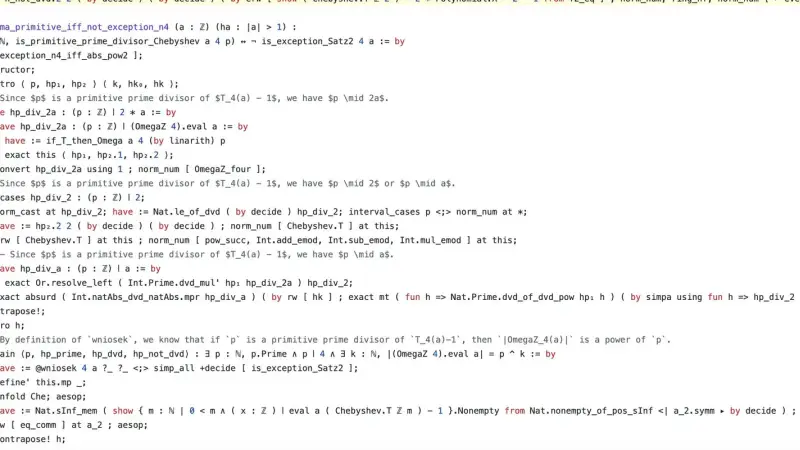 ma_primitive_iff_not_exception_n4 (a : ℤ) (ha : |a| > 1) :
ℕ, is_primitive_prime_divisor_Chebyshev a 4 p) ↔ ¬ is_exception_Satz2 4 a := by
exception_n4_iff_abs_pow2 ];
ructor;
tro ⟨ p, hp₁, hp₂ ⟩ ⟨ k, hk₀, hk ⟩;
Since $p$ is a primitive prime divisor of $T_4(a) - 1$, we have $p \mid 2a$.
e hp_div_2a : (p : ℤ) ∣ 2 * a := by
ave hp_div_2a : (p : ℤ) ∣ (OmegaZ 4).eval a := by
have := if_T_then_Omega a 4 (by linarith) p
exact this ⟨ hp₁, hp₂.1, hp₂.2 ⟩;
onvert hp_div_2a using 1 ; norm_num [ OmegaZ_four ];
Since $p$ is a primitive prime divisor of $T_4(a) - 1$, we have $p \mid 2$ or $p \mid a$.
cases hp_div_2 : (p : ℤ) ∣ 2;
orm_cast at hp_div_2; have := Nat.le_of_dvd ( by decide ) hp_div_2; interval_cases p <;> norm_num at *;
ave := hp₂.2 2 ( by decide ) ( by decide ) ; norm_num [ Chebyshev.T ] at this;
rw [ Chebyshev.T ] at this ; norm_num [ pow_succ, Int.add_emod, Int.sub_emod, Int.mul_emod ] at this;
– Since $p$ is a primitive prime divisor of $T_4(a) - 1$, we have $p \mid a$.
ave hp_div_a : (p : ℤ) ∣ a := by
exact Or.resolve_left ( Int.Prime.dvd_mul' hp₁ hp_div_2a ) hp_div_2;
xact absurd ( Int.natAbs_dvd_natAbs.mpr hp_div_a ) ( by rw [ hk ] ; exact mt ( fun h => Nat.Prime.dvd_of_dvd_pow hp₁ h ) ( by simpa using fun h => hp_div_2
trapose!;
ro h;
By definition of `wniosek`, we know that if `p` is a primitive prime divisor of `T_4(a)-1`, then `|OmegaZ_4(a)|` is a power of `p`.
ain ⟨p, hp_prime, hp_dvd, hp_not_dvd⟩ : ∃ p : ℕ, p.Prime ∧ p ∣ 4 ∧ ∃ k : ℕ, |(OmegaZ 4).eval a| = p ^ k := by
ave := @wniosek 4 a ?_ ?_ <;> simp_all +decide [ is_exception_Satz2 ];
efine' this.mp _;
nfold Che; aesop;
ave := Nat.sInf_mem ( show { m : ℕ | 0 < m ∧ ( x : ℤ ) ∣ eval a ( Chebyshev.T ℤ m ) - 1 }.Nonempty from Nat.nonempty_of_pos_sInf <| a_2.symm ▸ by decide ) ;
w [ eq_comm ] at a_2 ; aesop;
ontrapose! h;